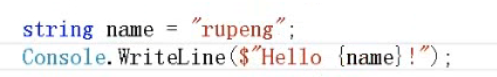 string name = "rupeng";
Console.WriteLine($"Hello {name}!");